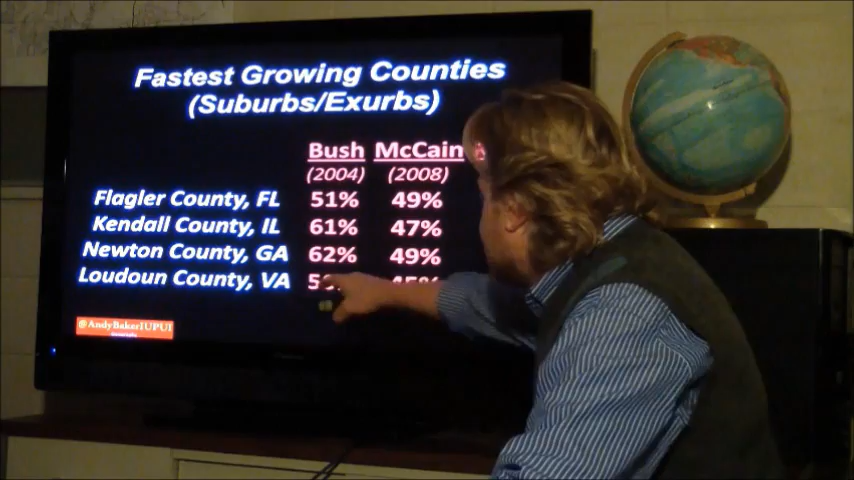 Fastest Growing Counties
(Suburbs/Exurbs)
Bush McCain
(2004) (2008)
Flagler County, FL 51% 49%
Kendall County, IL 61% 47%
Newton County, GA 62% 49%
Loudoun County, VA
@AndyBakerIUPUI